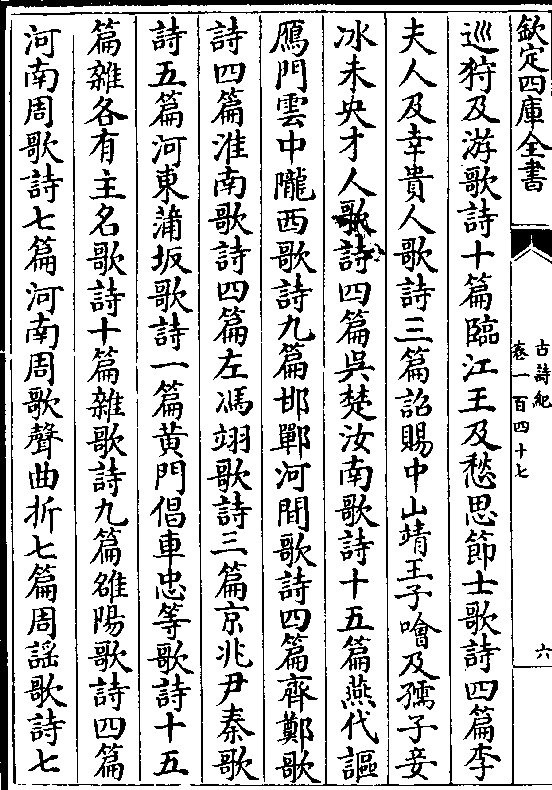 欽定四庫全書
古詩紀
卷一百四十七
六
巡狩及游歌詩十篇臨江王及愁思節士歌詩四篇李
夫人及幸貴人歌詩三篇詔賜中山靖王子噲及孺子妾
冰未央才人歌詩四篇吳楚汝南歌詩十五篇燕代謳
鴈門雲中隴西歌詩九篇邯鄲河間歌詩四篇齊鄭歌
詩四篇淮南歌詩四篇左馮翊歌詩三篇京兆尹秦歌
詩五篇河東蒲坂歌詩一篇黄門倡車忠等歌詩十五
篇雜各有主名歌詩十篇雜歌詩九篇雒陽歌詩四篇
河南周歌詩七篇河南周歌聲曲折七篇周謡歌詩七